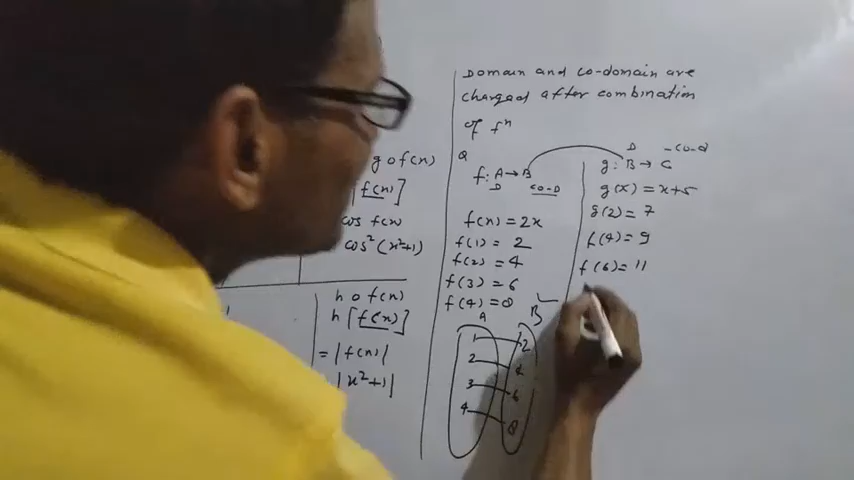 g o f(x)
[f(x)]
cos f(x)
cos² (x²+1)
h o f(x)
h [f(x)]
= |f(x)|
|x²+1|
Domain and co-domain are
charged after combination
of fⁿ
Q
f: A → B
D
co-D
f(x) = 2x
f(1) = 2
f(2) = 4
f(3) = 6
f(4) = 8
A
B
1
2
3
4
2
4
6
8
D
-co-d
g: B → C
g(x) = x+5
g(2) = 7
f(4) = 9
f(6) = 11